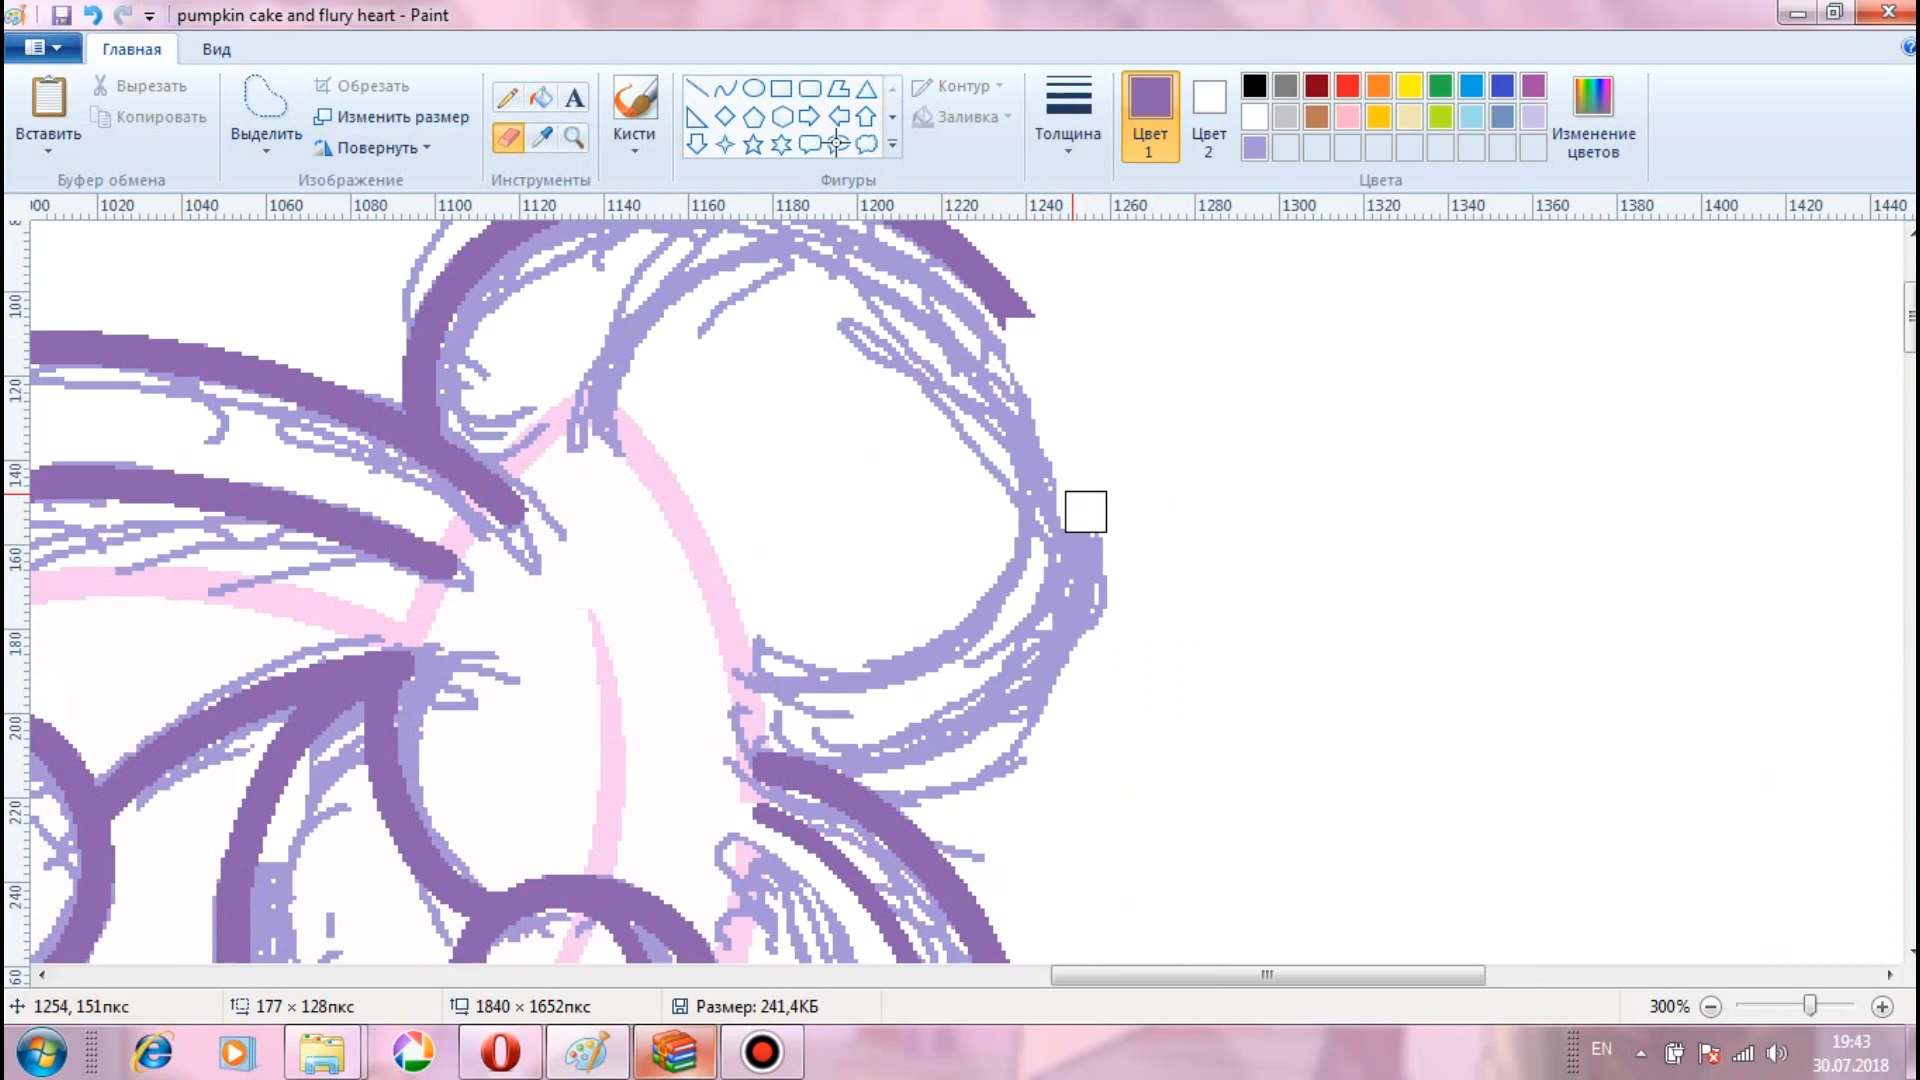 pumpkin cake and flury heart - Paint
Главная Вид
Вставить
Вырезать
Копировать
Буфер обмена
Выделить
Обрезать
Изменить размер
Повернуть
Изображение
A
Инструменты
Кисти
Контур
Заливка
Фигуры
Толщина
Цвет 1
Цвет 2
Изменение цветов
Цвета
1020 1040 1060 1080 1100 1120 1140 1160 1180 1200 1220 1240 1260 1280 1300 1320 1340 1360 1380 1400 1420 1440
100
120
140
160
180
200
220
240
1254, 151пкс 177 × 128пкс 1840 × 1652пкс Размер: 241,4КБ 300%
EN 19:43
30.07.2018